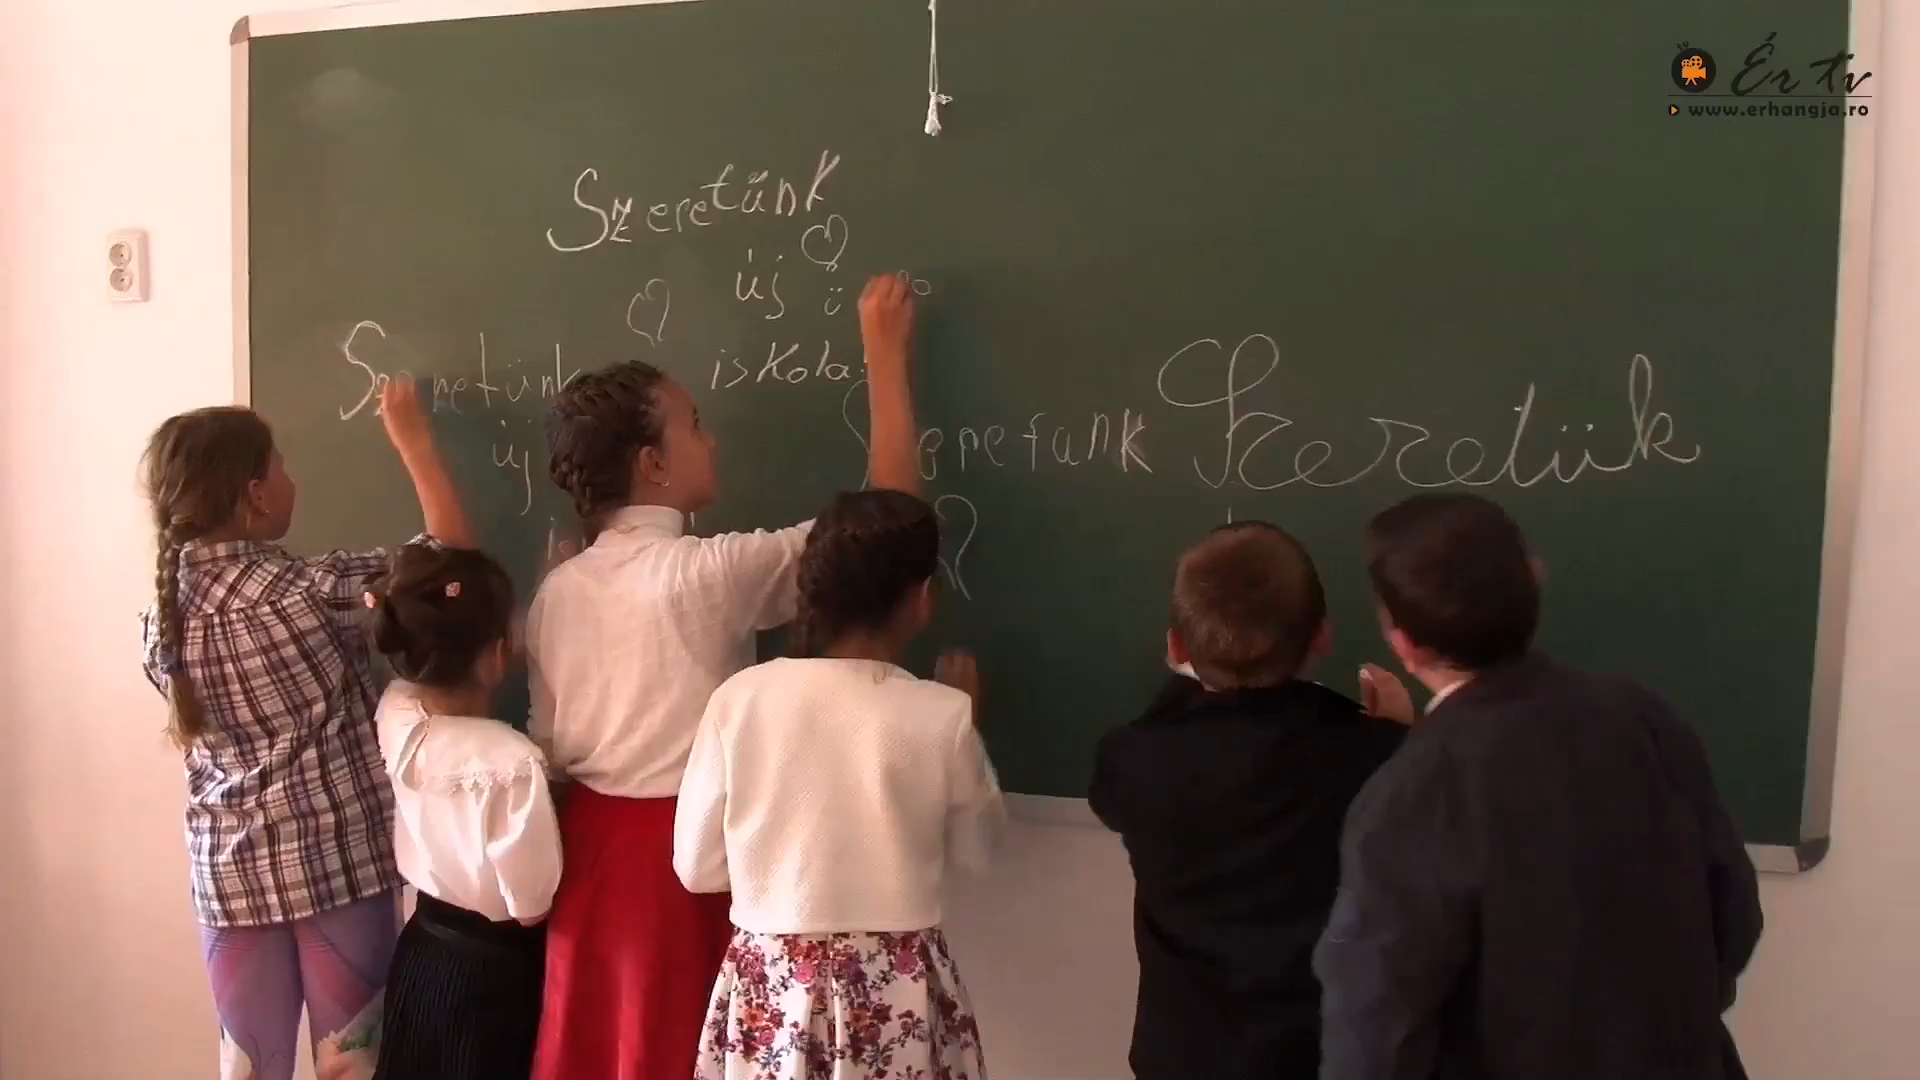 Ér tv
www.erhangja.ro
Szeretünk
új
iskola
Szeretünk
új
Szeretünk
Szeretük